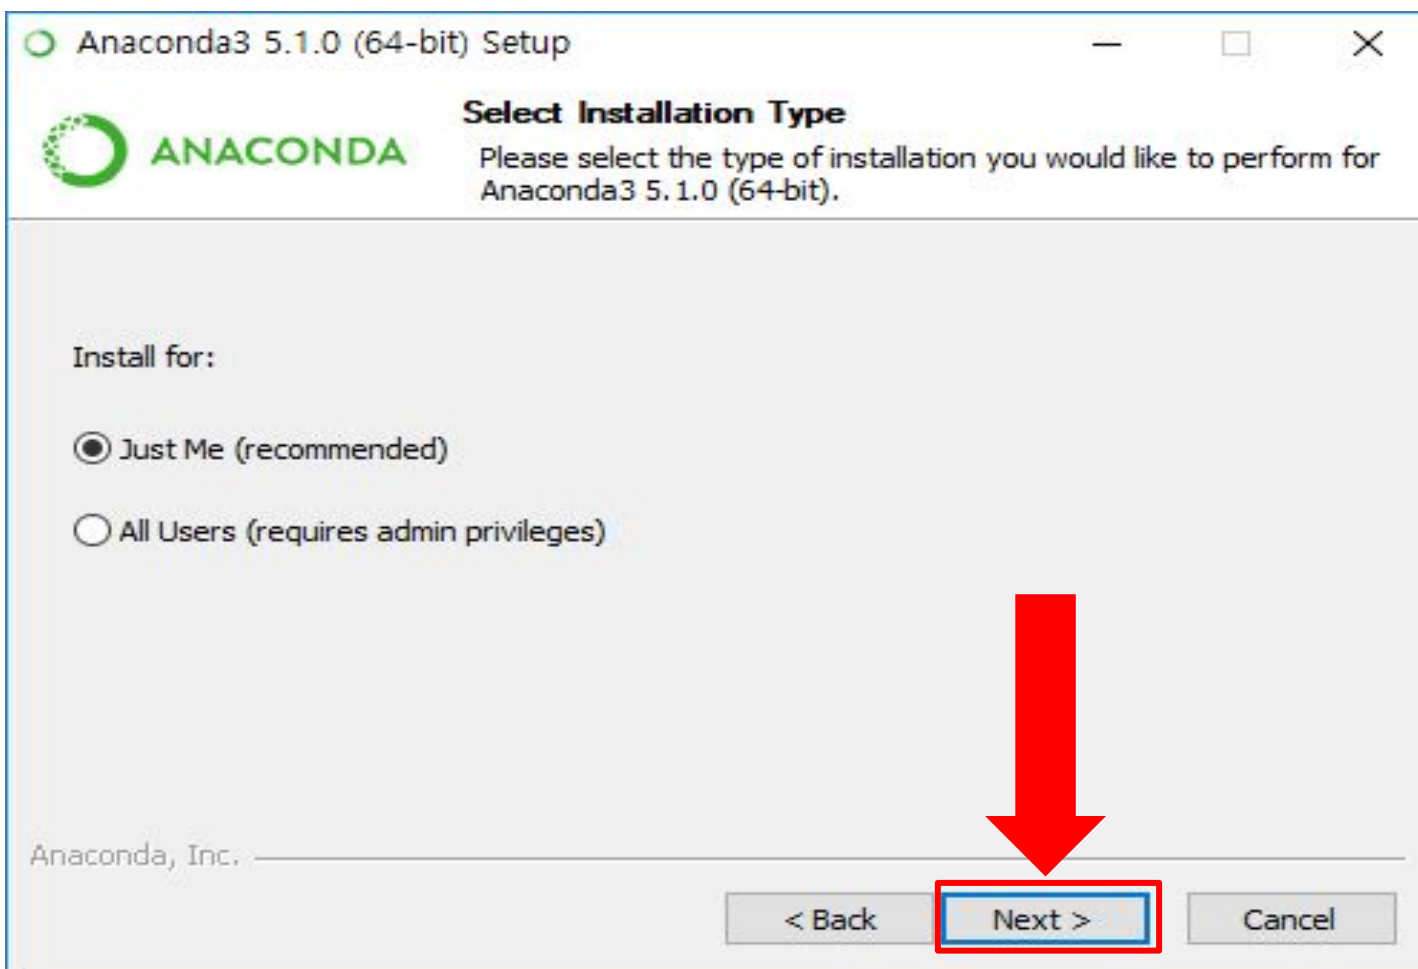 Anaconda3 5.1.0 (64-bit) Setup
ANACONDA
Select Installation Type
Please select the type of installation you would like to perform for
Anaconda3 5.1.0 (64-bit).
Install for:
Just Me (recommended)
All Users (requires admin privileges)
Anaconda, Inc.
< Back
Next >
Cancel